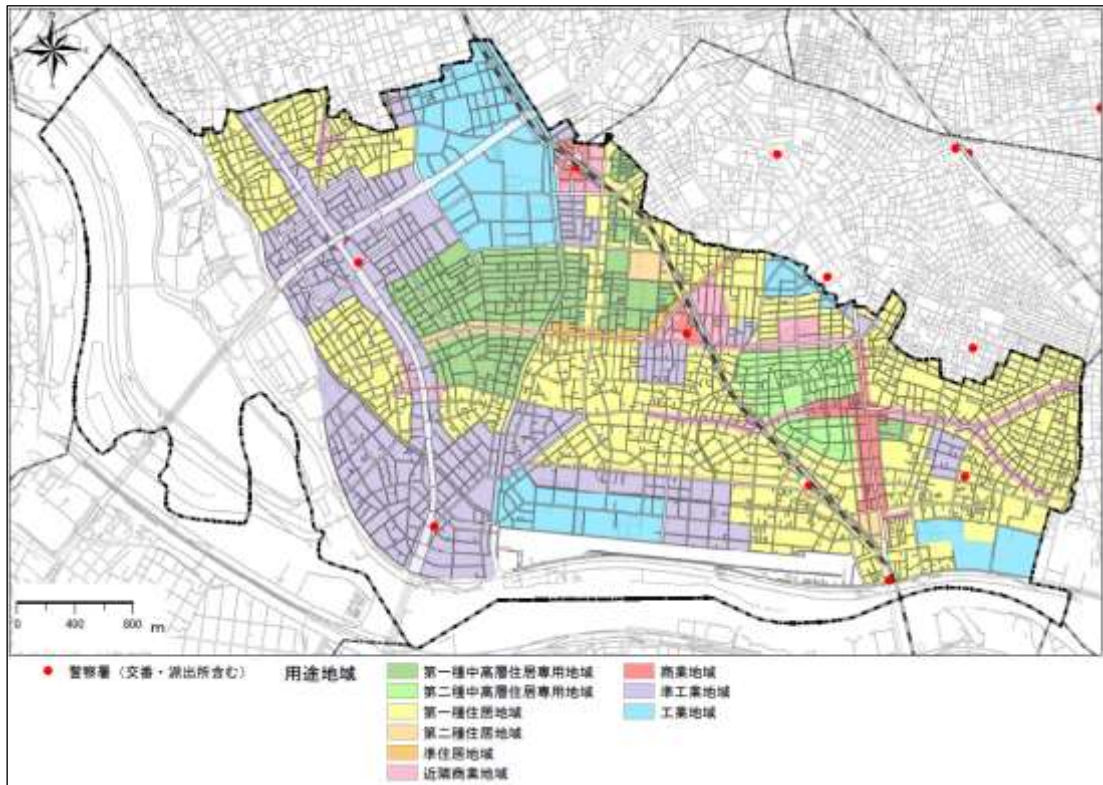 0 400 800 m
警察署（交番・派出所含む）
用途地域
第一種中高層住居専用地域
第二種中高層住居専用地域
第一種住居地域
第二種住居地域
準住居地域
近隣商業地域
商業地域
準工業地域
工業地域